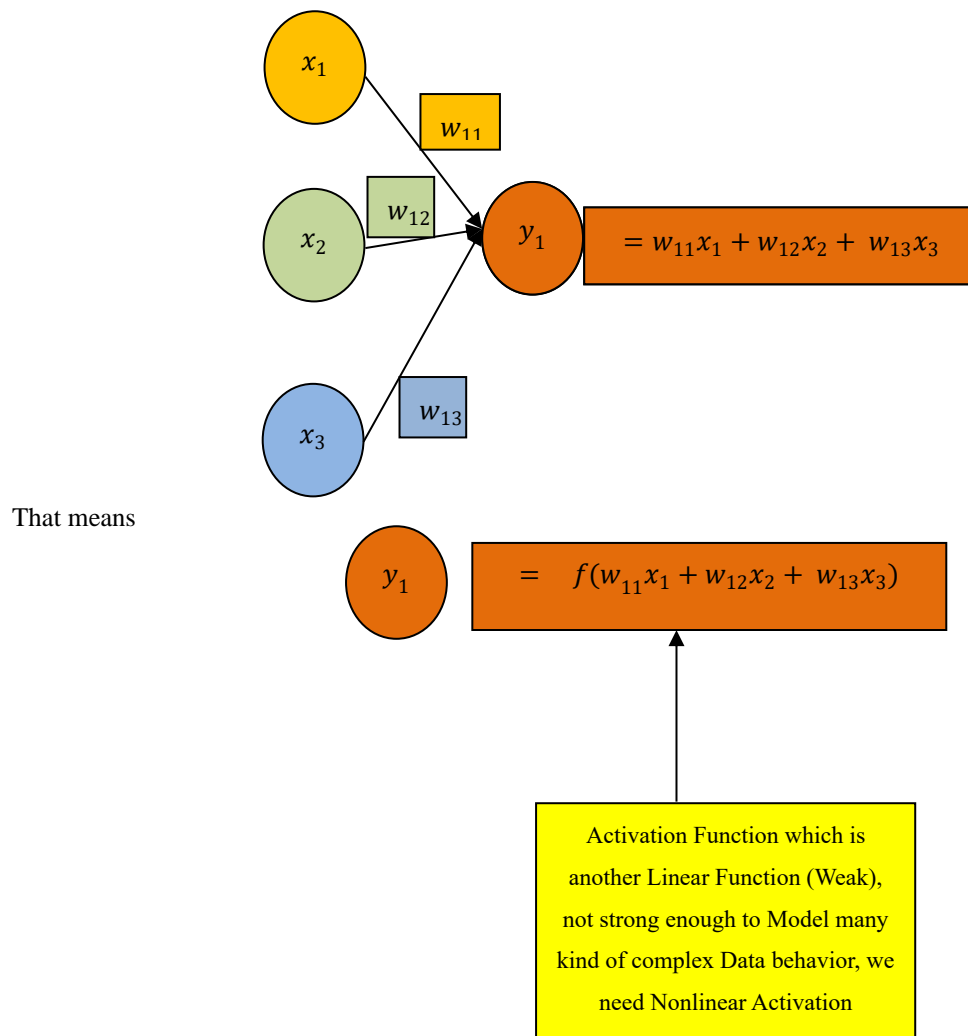 x₁
w₁₁
x₂
w₁₂
y₁
= w₁₁x₁ + w₁₂x₂ + w₁₃x₃
x₃
w₁₃
That means
y₁
= f(w₁₁x₁ + w₁₂x₂ + w₁₃x₃)
Activation Function which is
another Linear Function (Weak),
not strong enough to Model many
kind of complex Data behavior, we
need Nonlinear Activation